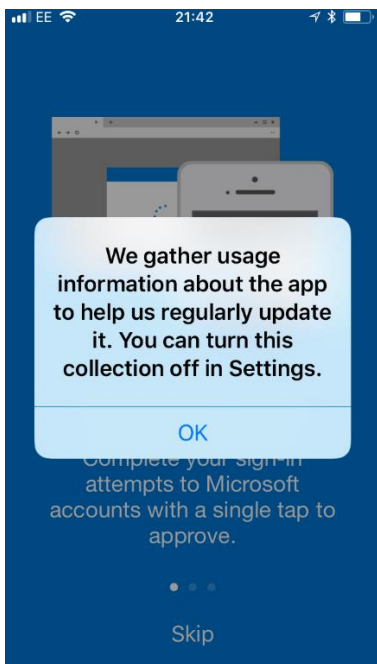 EE 21:42
We gather usage
information about the app
to help us regularly update
it. You can turn this
collection off in Settings.
OK
Complete your sign-in
attempts to Microsoft
accounts with a single tap to
approve.
Skip